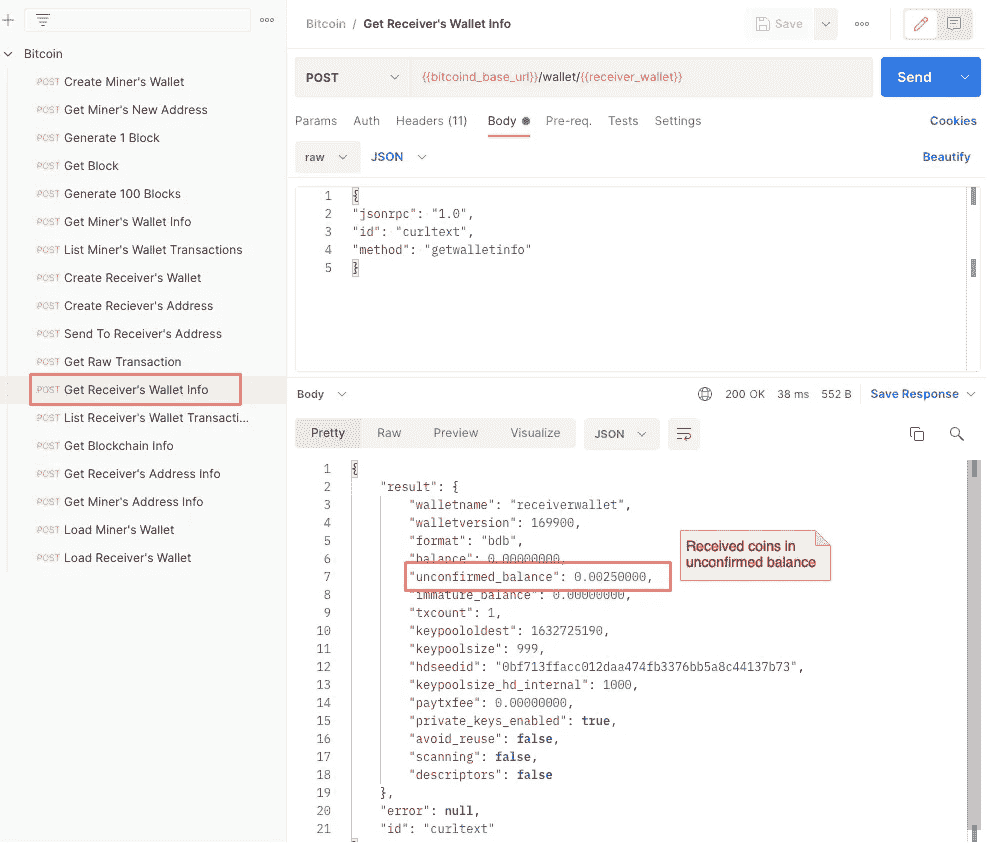 Bitcoin
POST Create Miner's Wallet
POST Get Miner's New Address
POST Generate 1 Block
POST Get Block
POST Generate 100 Blocks
POST Get Miner's Wallet Info
POST List Miner's Wallet Transactions
POST Create Receiver's Wallet
POST Create Reciever's Address
POST Send To Receiver's Address
POST Get Raw Transaction
POST Get Receiver's Wallet Info
POST List Receiver's Wallet Transacti...
POST Get Blockchain Info
POST Get Receiver's Address Info
POST Get Miner's Address Info
POST Load Miner's Wallet
POST Load Receiver's Wallet
Bitcoin / Get Receiver's Wallet Info
Save
POST {{bitcoind_base_url}}/wallet/{{receiver_wallet}} Send
Params Auth Headers (11) Body Pre-req. Tests Settings Cookies
raw JSON Beautify
1 {
2 "jsonrpc": "1.0",
3 "id": "curltext",
4 "method": "getwalletinfo"
5 }
Body 200 OK 38 ms 552 B Save Response
Pretty Raw Preview Visualize JSON
1 {
2 "result": {
3 "walletname": "receiverwallet",
4 "walletversion": 169900,
5 "format": "bdb",
6 "balance": 0.00000000,
7 "unconfirmed_balance": 0.00250000,
8 "immature_balance": 0.00000000,
9 "txcount": 1,
10 "keypoololdest": 1632725190,
11 "keypoolsize": 999,
12 "hdseedid": "0bf713ffacc012daa474fb3376bb5a8c44137b73",
13 "keypoolsize_hd_internal": 1000,
14 "paytxfee": 0.00000000,
15 "private_keys_enabled": true,
16 "avoid_reuse": false,
17 "scanning": false,
18 "descriptors": false
19 },
20 "error": null,
21 "id": "curltext"
Received coins in
unconfirmed balance